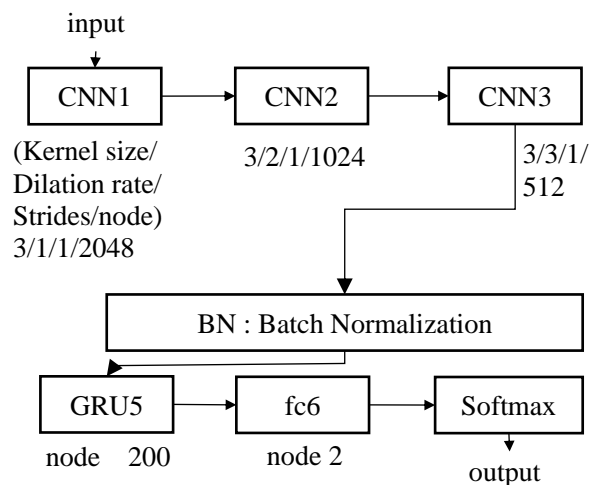 input
CNN1
CNN2
CNN3
(Kernel size/
Dilation rate/
Strides/node)
3/1/1/2048
3/2/1/1024
3/3/1/
512
BN : Batch Normalization
GRU5
fc6
Softmax
node 200
node 2
output